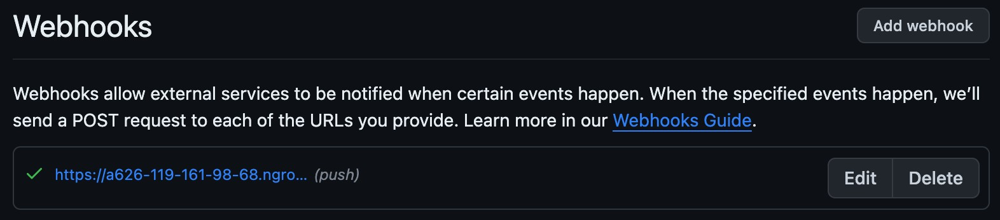 Webhooks
Add webhook
Webhooks allow external services to be notified when certain events happen. When the specified events happen, we’ll
send a POST request to each of the URLs you provide. Learn more in our Webhooks Guide.
https://a626-119-161-98-68.ngro... (push)
Edit
Delete